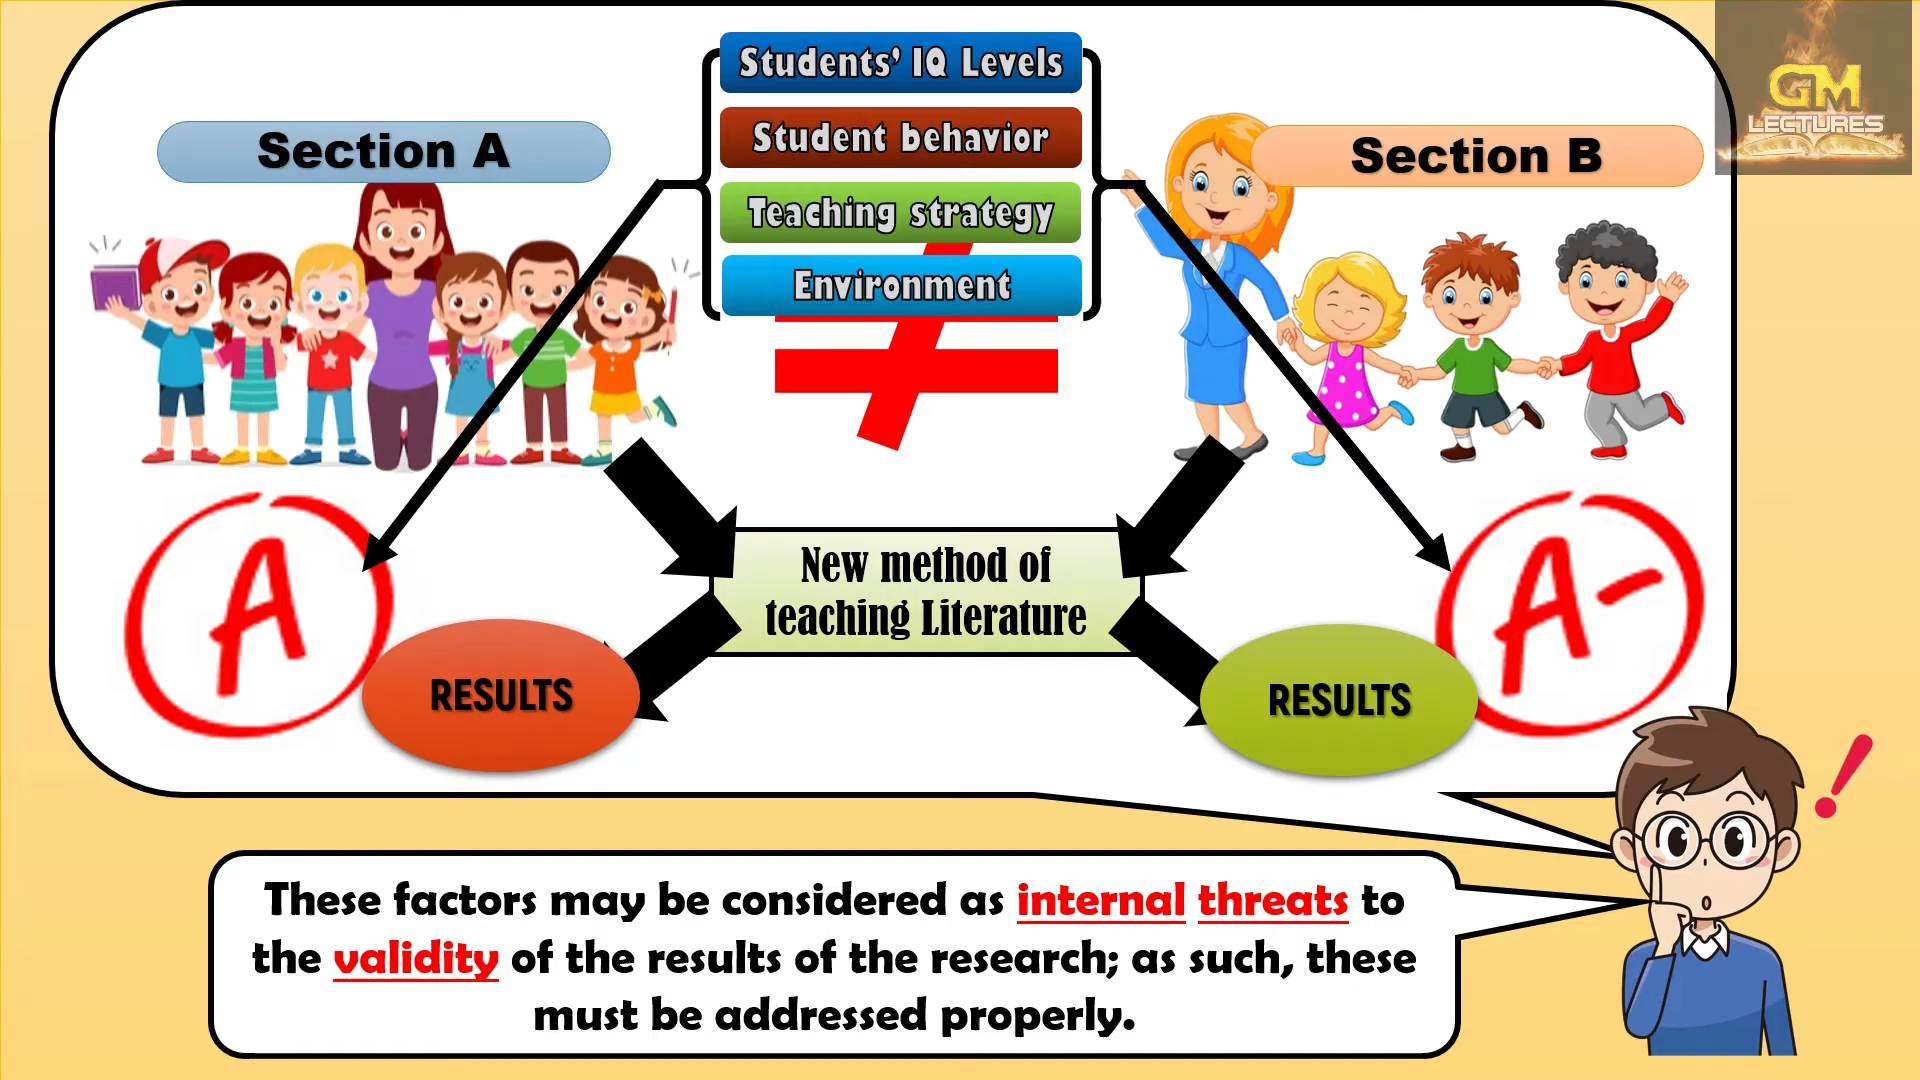 Students' IQ Levels
Student behavior
Teaching strategy
Environment
Section A
Section B
GM
LECTURES
New method of
teaching Literature
A
A-
RESULTS
RESULTS
These factors may be considered as internal threats to
the validity of the results of the research; as such, these
must be addressed properly.